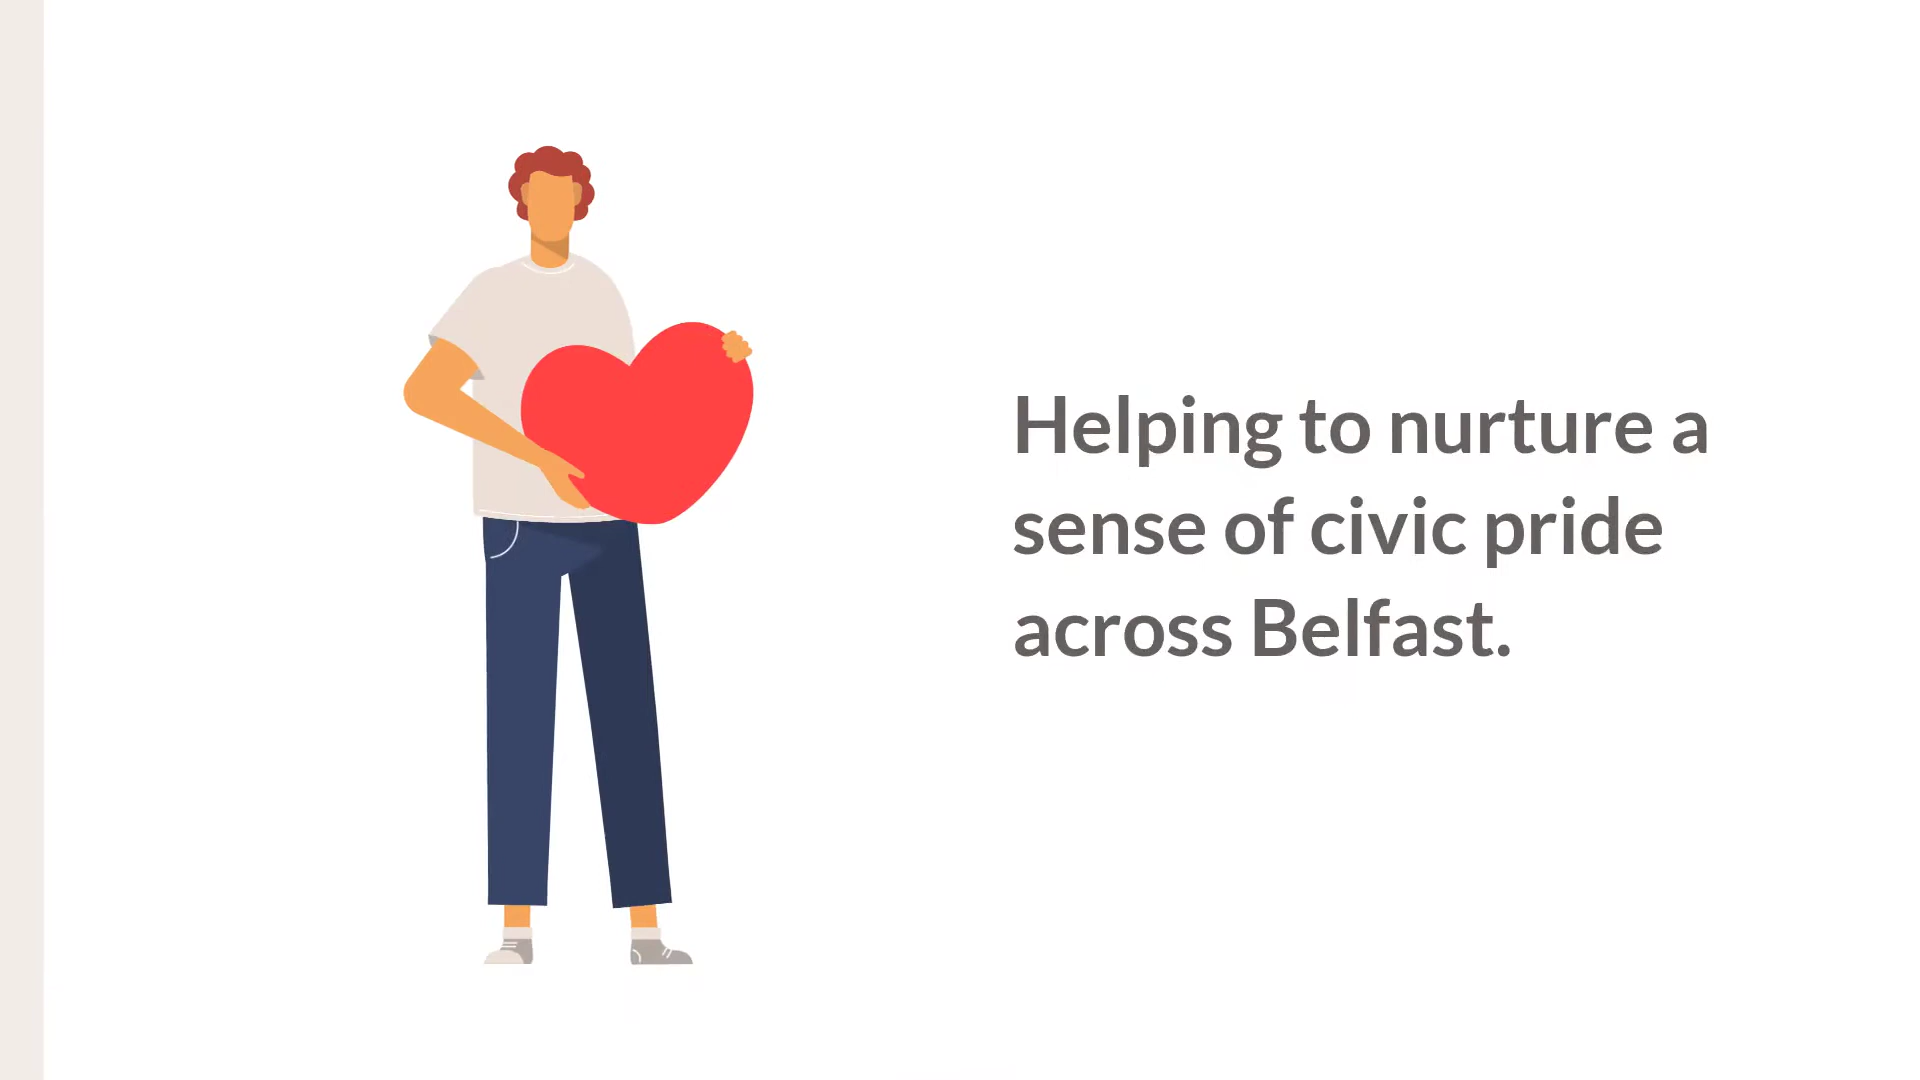 Helping to nurture a
sense of civic pride
across Belfast.